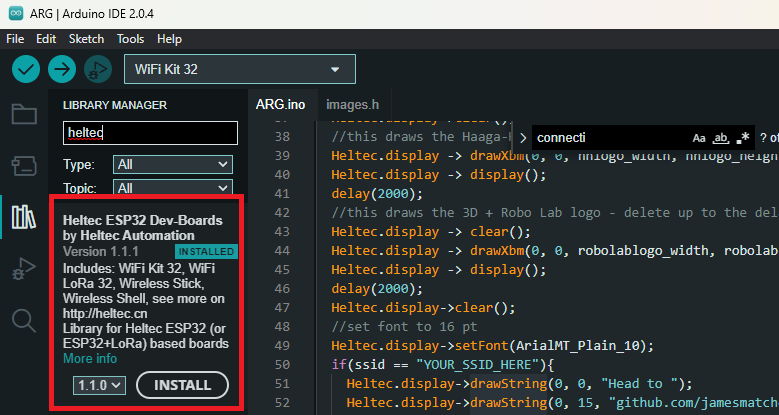 ARG | Arduino IDE 2.0.4
File Edit Sketch Tools Help
WiFi Kit 32
LIBRARY MANAGER
heltec
Type: All
Topic: All
Heltec ESP32 Dev-Boards
by Heltec Automation
Version 1.1.1 INSTALLED
Includes: WiFi Kit 32, WiFi
LoRa 32, Wireless Stick,
Wireless Shell, see more on
http://heltec.cn
Library for Heltec ESP32 (or
ESP32+LoRa) based boards
More info
1.1.0 INSTALL
ARG.ino images.h
connecti Aa ab .* ? of
38 //this draws the Haaga-
39 Heltec.display -> drawXbm(0, 0, hhlogo_width, hhlogo_heigh
40 Heltec.display -> display();
41 delay(2000);
42 //this draws the 3D + Robo Lab logo - delete up to the del
43 Heltec.display -> clear();
44 Heltec.display -> drawXbm(0, 0, robolablogo_width, robolab
45 Heltec.display -> display();
46 delay(2000);
47 Heltec.display->clear();
48 //set font to 16 pt
49 Heltec.display->setFont(ArialMT_Plain_10);
50 if(ssid == "YOUR_SSID_HERE"){
51 Heltec.display->drawString(0, 0, "Head to ");
52 Heltec.display->drawString(0, 15, "github.com/jamesmatch